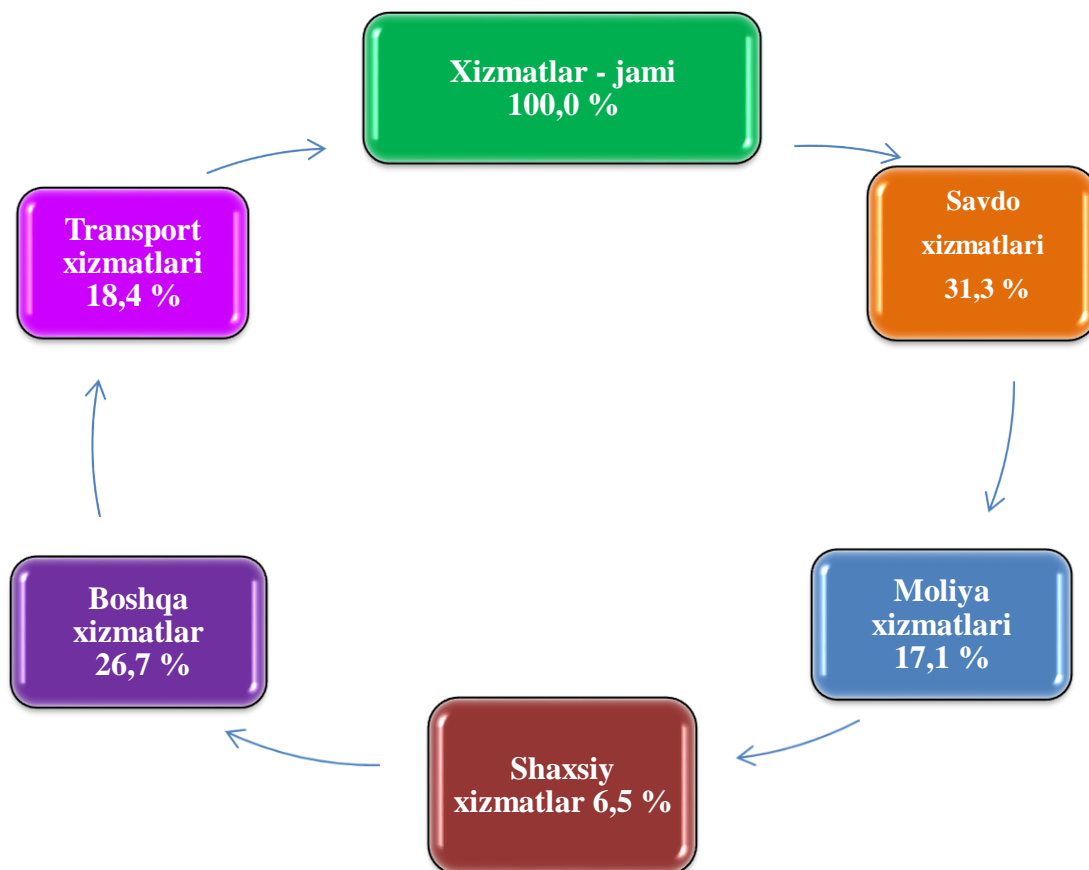 Xizmatlar - jami
100,0 %
Savdo
xizmatlari
31,3 %
Moliya
xizmatlari
17,1 %
Shaxsiy
xizmatlar 6,5 %
Boshqa
xizmatlar
26,7 %
Transport
xizmatlari
18,4 %